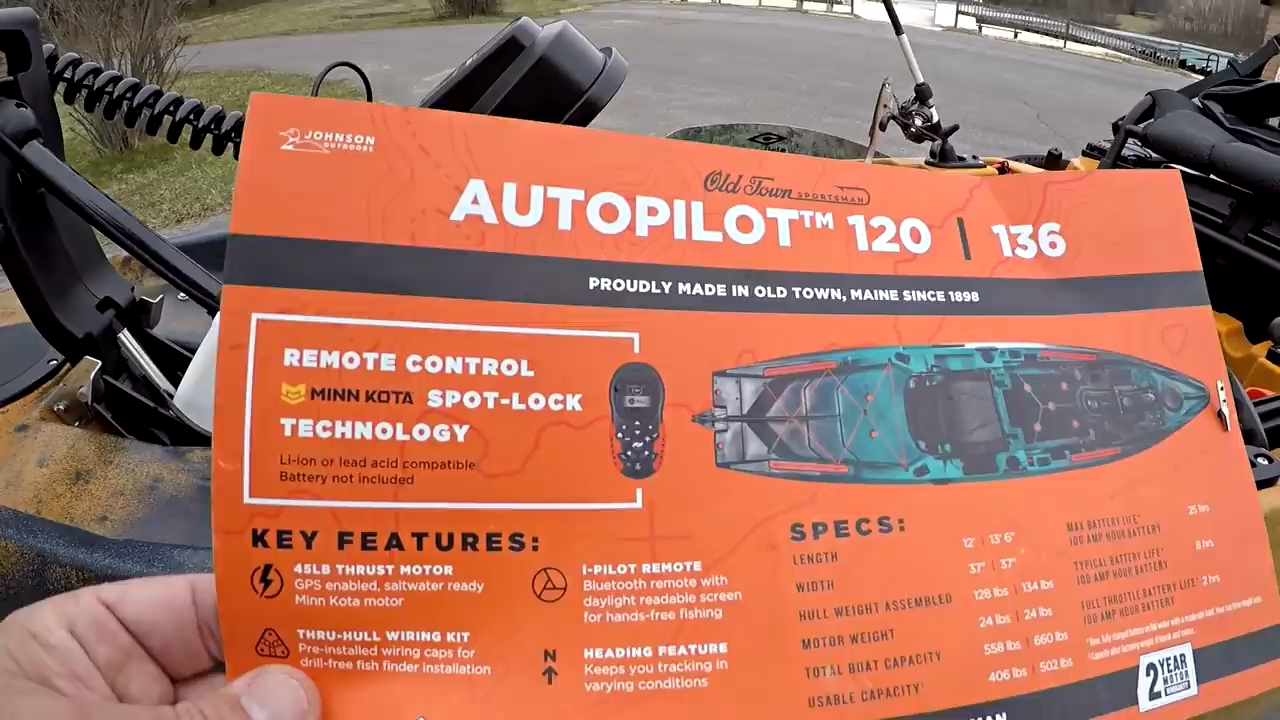 JOHNSON
OUTDOORS
Old Town SPORTSMAN
AUTOPILOT™ 120 | 136
PROUDLY MADE IN OLD TOWN, MAINE SINCE 1898
REMOTE CONTROL
MINN KOTA SPOT-LOCK
TECHNOLOGY
Li-ion or lead acid compatible
Battery not included
KEY FEATURES:
45LB THRUST MOTOR
GPS enabled, saltwater ready
Minn Kota motor
THRU-HULL WIRING KIT
Pre-installed wiring caps for
drill-free fish finder installation
I-PILOT REMOTE
Bluetooth remote with
daylight readable screen
for hands-free fishing
N
HEADING FEATURE
Keeps you tracking in
varying conditions
SPECS:
LENGTH 12' | 13' 6"
WIDTH 37" | 37"
HULL WEIGHT ASSEMBLED 128 lbs | 134 lbs
MOTOR WEIGHT 24 lbs | 24 lbs
TOTAL BOAT CAPACITY 558 lbs | 660 lbs
USABLE CAPACITY† 406 lbs | 502 lbs
MAX BATTERY LIFE* 25 hrs
100 AMP HOUR BATTERY
TYPICAL BATTERY LIFE* 8 hrs
100 AMP HOUR BATTERY
FULL THROTTLE BATTERY LIFE* 2 hrs
100 AMP HOUR BATTERY
2 YEAR
MOTOR
WARRANTY